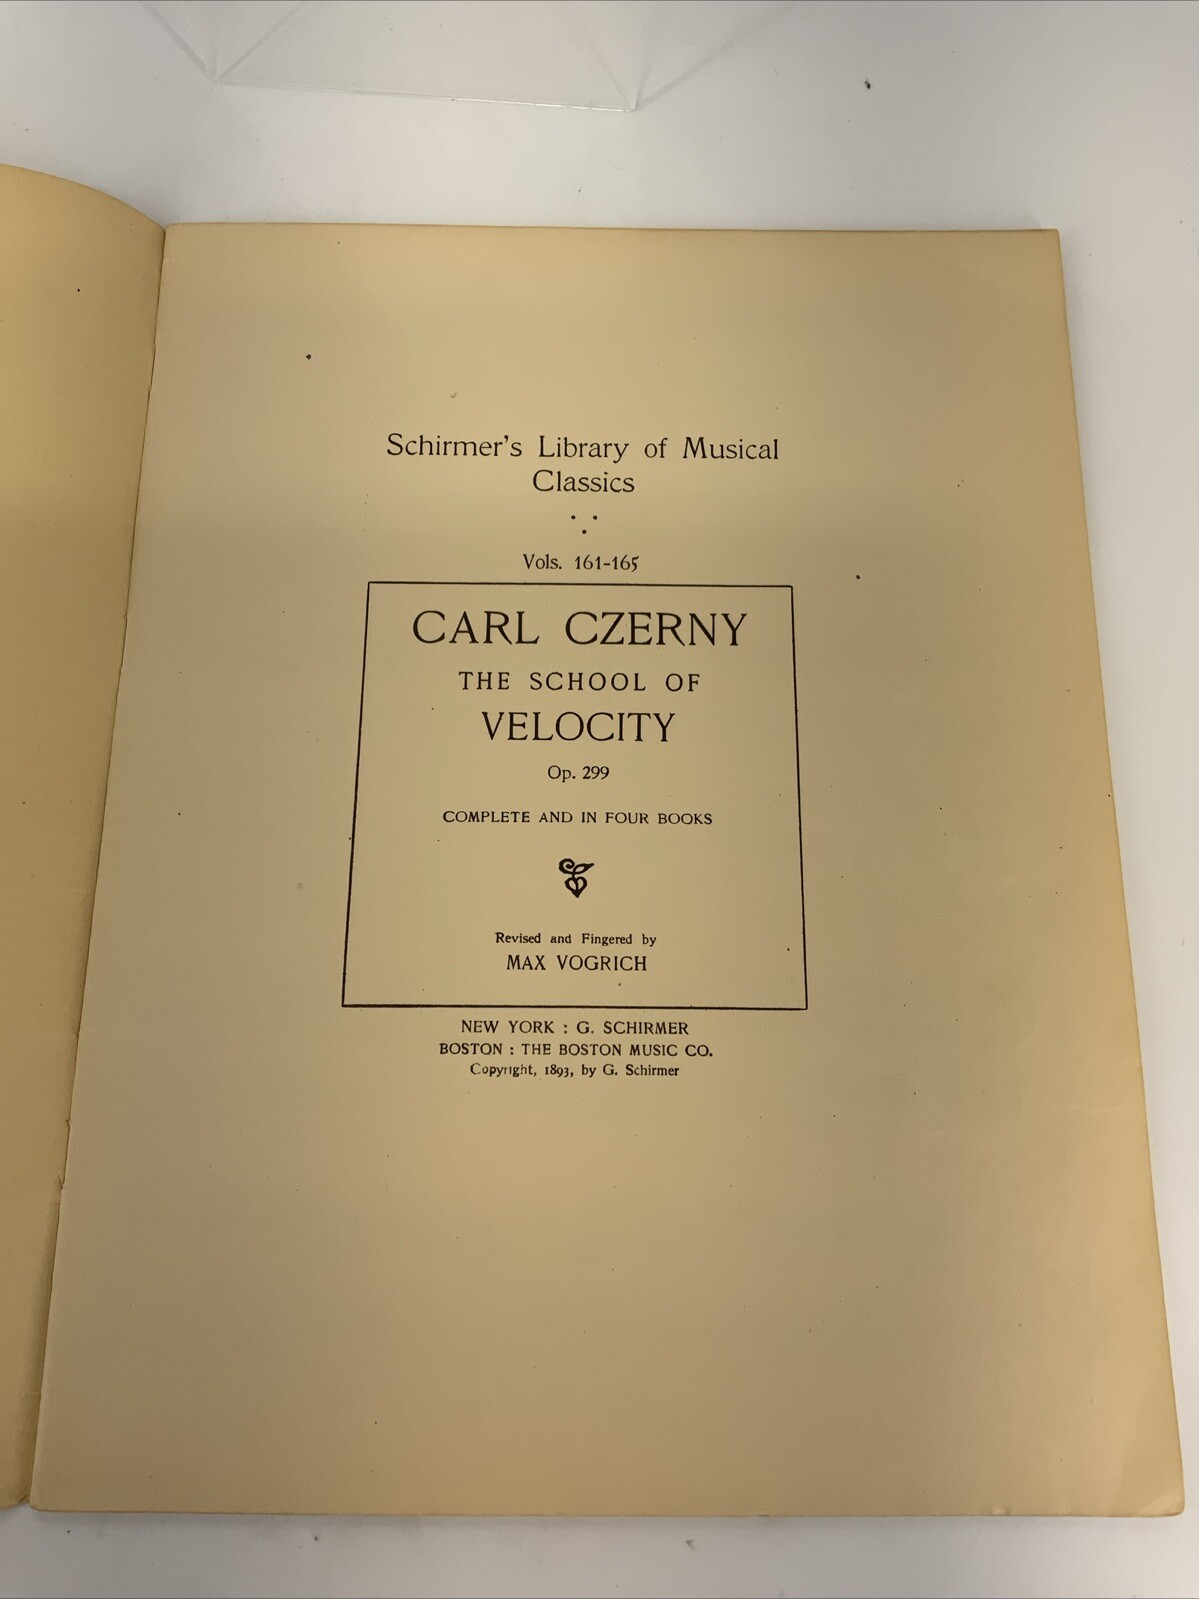 Schirmer's Library of Musical
Classics
Vols. 161-165
CARL CZERNY
THE SCHOOL OF
VELOCITY
Op. 299
COMPLETE AND IN FOUR BOOKS
Revised and Fingered by
MAX VOGRICH
NEW YORK : G. SCHIRMER
BOSTON : THE BOSTON MUSIC CO.
Copyright, 1893, by G. Schirmer